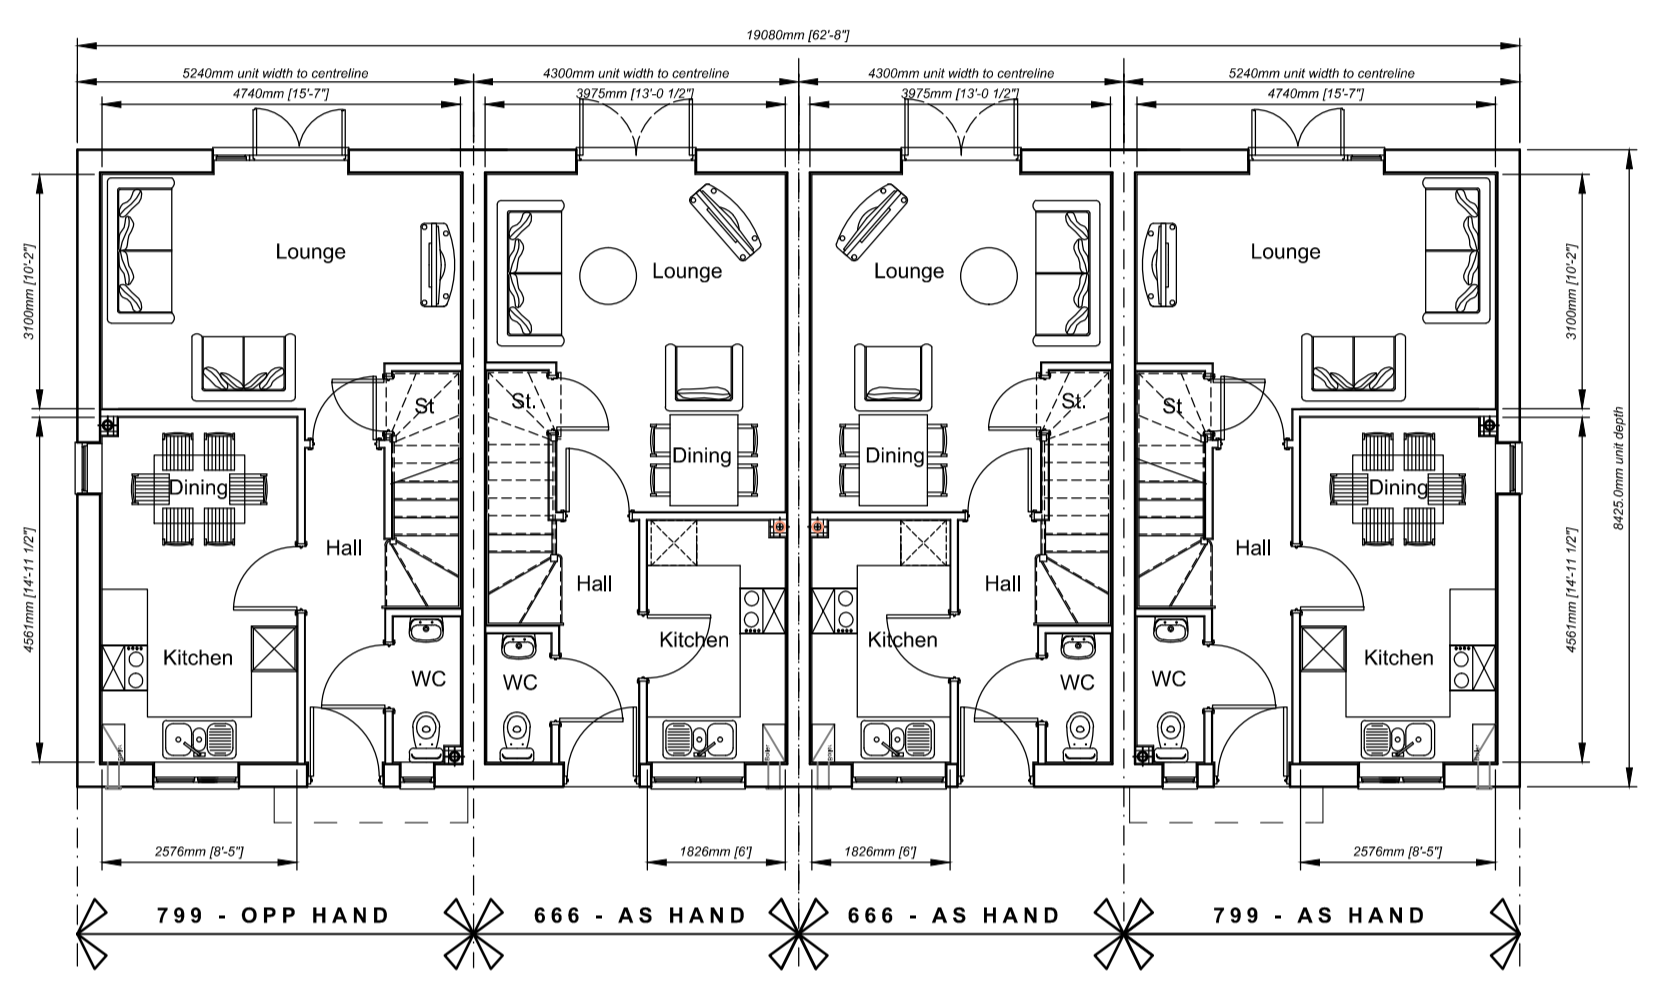 19080mm [62'-8"]
5240mm unit width to centreline
4300mm unit width to centreline
4300mm unit width to centreline
5240mm unit width to centreline
4740mm [15'-7"]
3975mm [13'-0 1/2"]
3975mm [13'-0 1/2"]
4740mm [15'-7"]
3100mm [10'-2"]
Lounge
Lounge
Lounge
Lounge
3100mm [10'-2"]
St
St.
St.
St
8425.0mm unit depth
Dining
Dining
Dining
Dining
4561mm [14'-11 1/2"]
Hall
Hall
Hall
Hall
4561mm [14'-11 1/2"]
Kitchen
WC
WC
Kitchen
Kitchen
WC
WC
Kitchen
2576mm [8'-5"]
1826mm [6']
1826mm [6']
2576mm [8'-5"]
799 - OPP HAND
666 - AS HAND
666 - AS HAND
799 - AS HAND